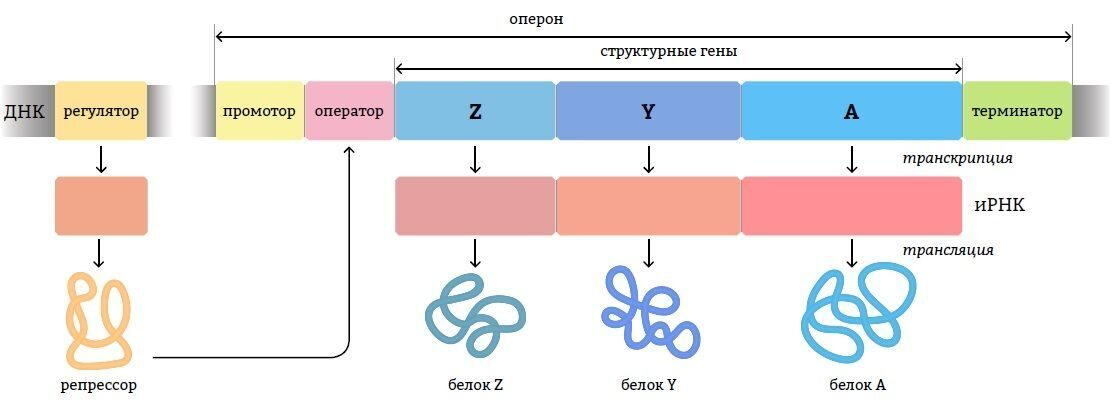 оперон
структурные гены
ДНК
регулятор
промотор
оператор
Z
Y
A
терминатор
транскрипция
иРНК
трансляция
репрессор
белок Z
белок Y
белок A